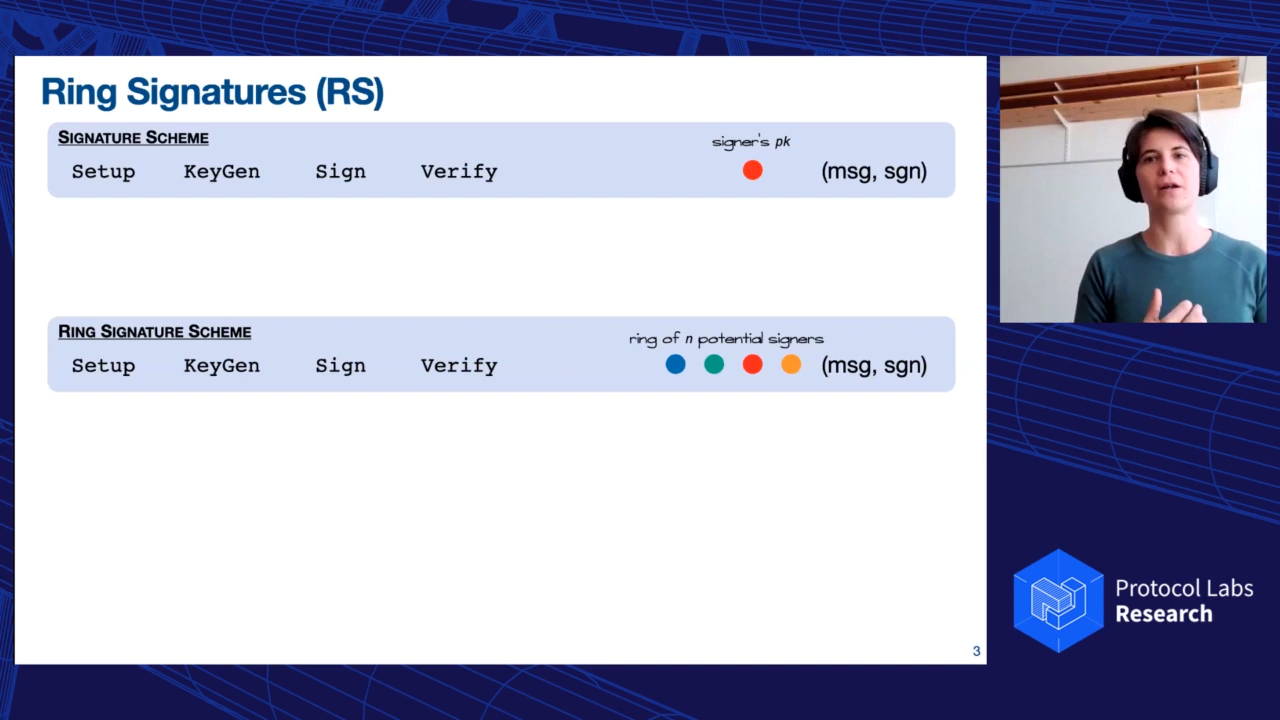 Ring Signatures (RS)
SIGNATURE SCHEME
signer's pk
Setup KeyGen Sign Verify (msg, sgn)
RING SIGNATURE SCHEME
ring of n potential signers
Setup KeyGen Sign Verify (msg, sgn)
3
Protocol Labs
Research